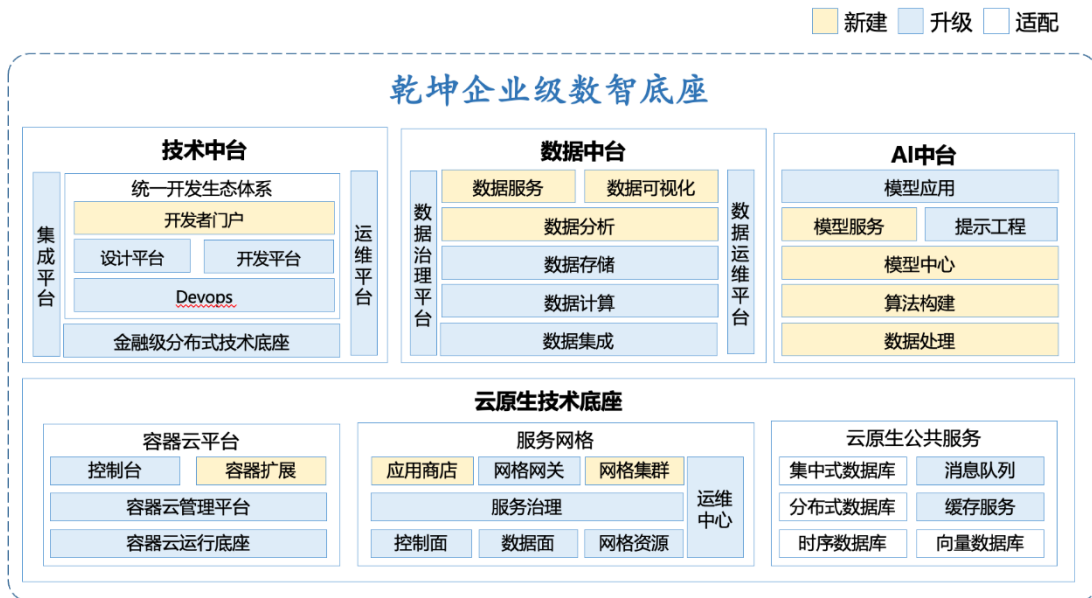 新建 升级 适配
乾坤企业级数智底座
技术中台
集成平台
统一开发生态体系
开发者门户
设计平台 开发平台
Devops
金融级分布式技术底座
运维平台
数据中台
数据治理平台
数据服务 数据可视化
数据分析
数据存储
数据计算
数据集成
数据运维平台
AI中台
模型应用
模型服务 提示工程
模型中心
算法构建
数据处理
云原生技术底座
容器云平台
控制台 容器扩展
容器云管理平台
容器云运行底座
服务网格
应用商店 网格网关 网格集群
服务治理
控制面 数据面 网格资源
运维
中心
云原生公共服务
集中式数据库 消息队列
分布式数据库 缓存服务
时序数据库 向量数据库